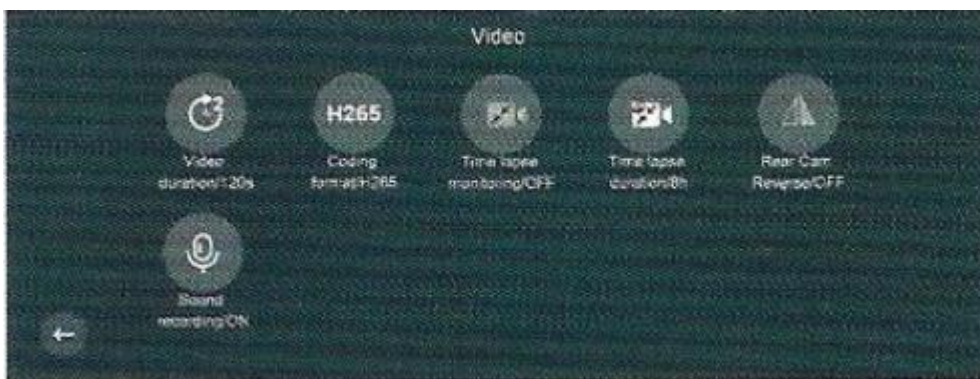 Video
2
H265
Video
duration/120s
Coding
format/H265
Time lapse
monitoring/OFF
Time lapse
duration/8h
Rear Cam
Reverse/OFF
Sound
recording/ON